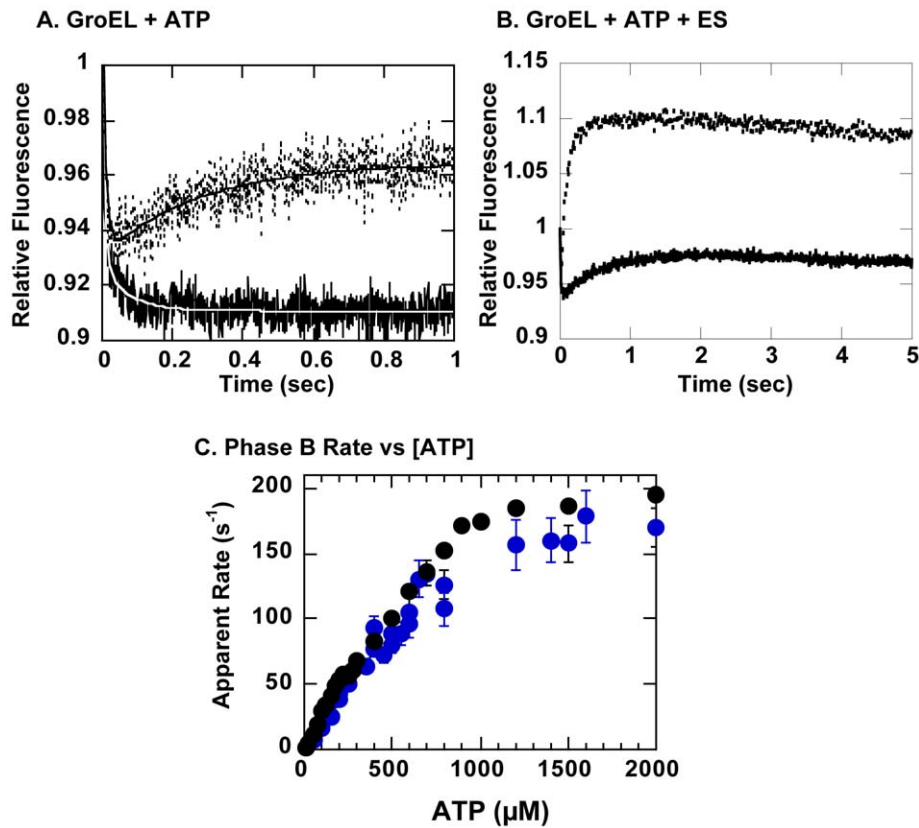 A. GroEL + ATP
1
0.98
0.96
0.94
0.92
0.9
Relative Fluorescence
0 0.2 0.4 0.6 0.8 1
Time (sec)
B. GroEL + ATP + ES
1.15
1.1
1.05
1
0.95
0.9
Relative Fluorescence
0 1 2 3 4 5
Time (sec)
C. Phase B Rate vs [ATP]
200
150
100
50
0
Apparent Rate (s⁻¹)
0 500 1000 1500 2000
ATP (µM)